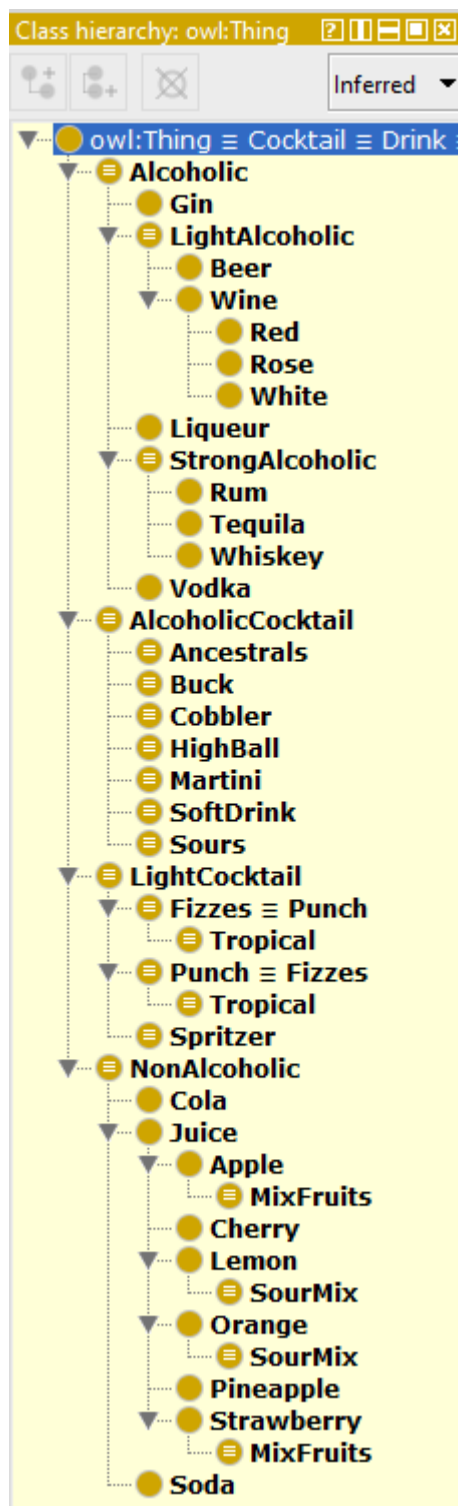 Class hierarchy: owl:Thing
Inferred
owl:Thing ≡ Cocktail ≡ Drink ≡
Alcoholic
Gin
LightAlcoholic
Beer
Wine
Red
Rose
White
Liqueur
StrongAlcoholic
Rum
Tequila
Whiskey
Vodka
AlcoholicCocktail
Ancestrals
Buck
Cobbler
HighBall
Martini
SoftDrink
Sours
LightCocktail
Fizzes ≡ Punch
Tropical
Punch ≡ Fizzes
Tropical
Spritzer
NonAlcoholic
Cola
Juice
Apple
MixFruits
Cherry
Lemon
SourMix
Orange
SourMix
Pineapple
Strawberry
MixFruits
Soda